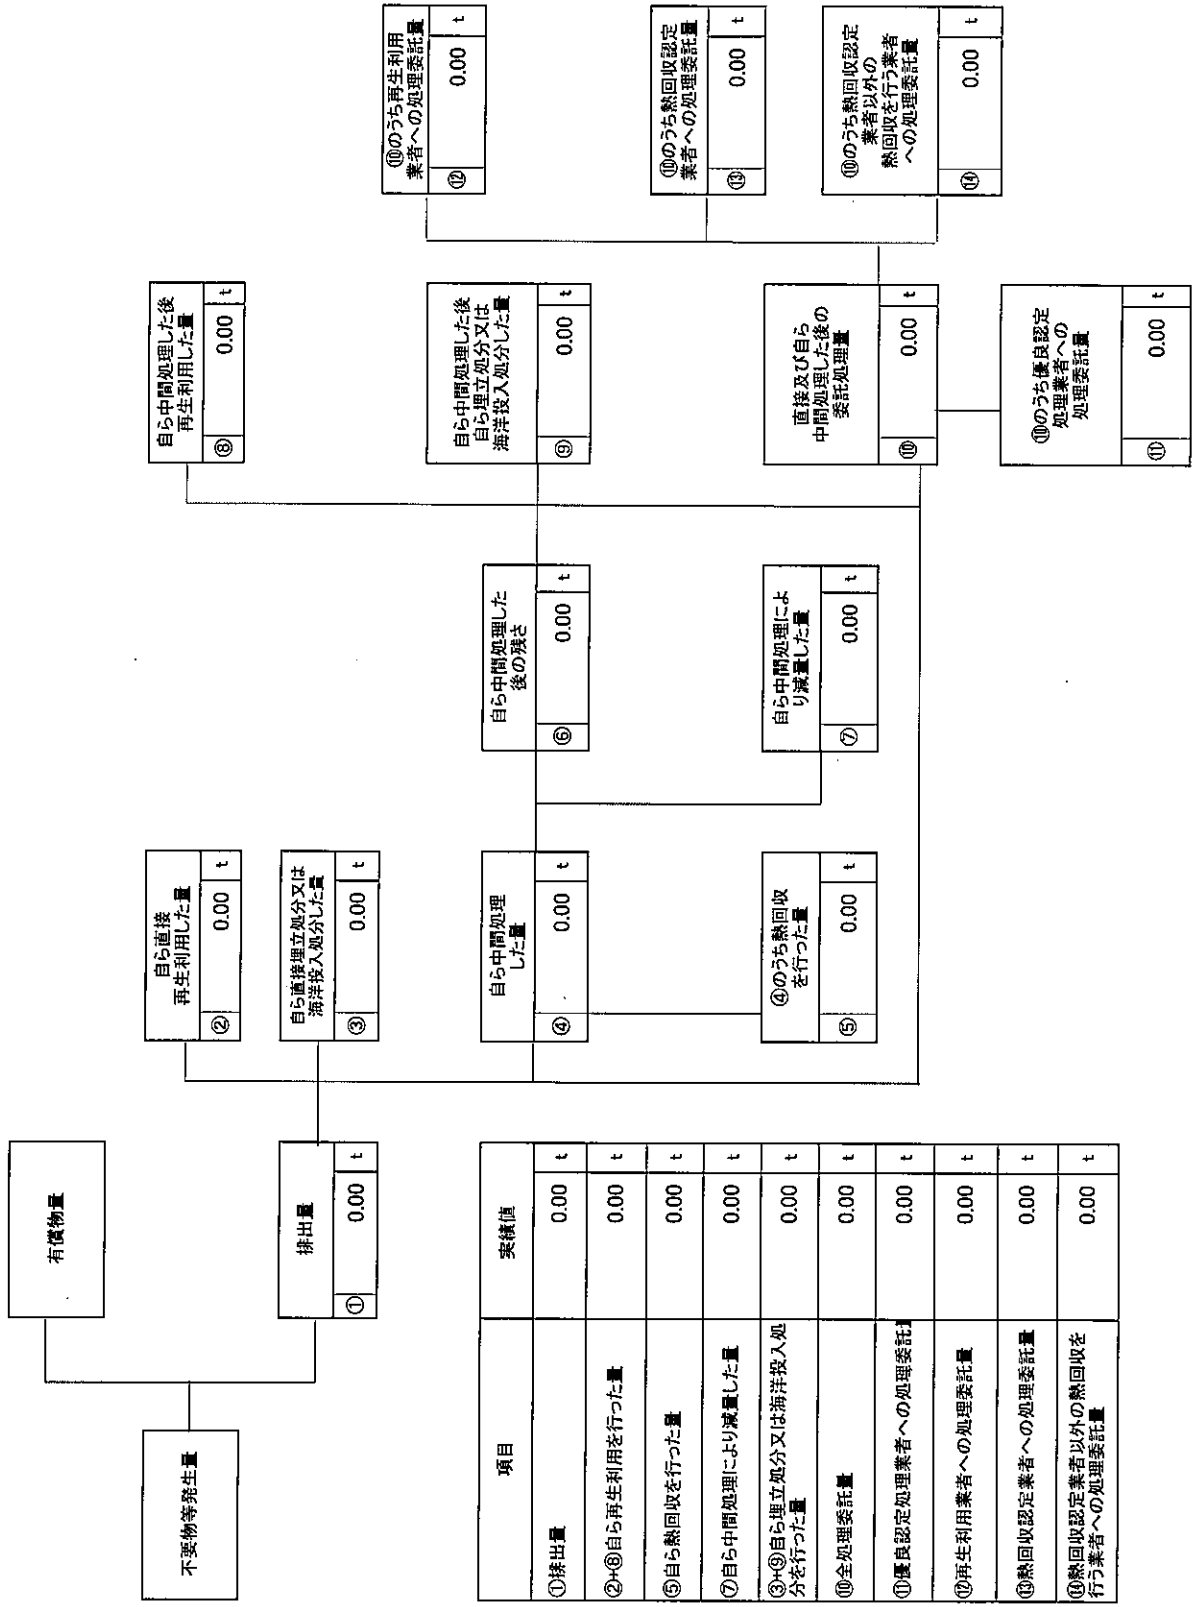 不要物等発生量
有償物量
排出量
① 0.00 t
自ら直接
再生利用した量
② 0.00 t
自ら直接埋立処分又は
海洋投入処分した量
③ 0.00 t
自ら中間処理
した量
④ 0.00 t
④のうち熱回収
を行った量
⑤ 0.00 t
自ら中間処理した
後の残さ
⑥ 0.00 t
自ら中間処理によ
り減量した量
⑦ 0.00 t
自ら中間処理した後
再生利用した量
⑧ 0.00 t
自ら中間処理した後
自ら埋立処分又は
海洋投入処分した量
⑨ 0.00 t
直接及び自ら
中間処理した後の
委託処理量
⑩ 0.00 t
⑩のうち優良認定
処理業者への
処理委託量
⑪ 0.00 t
⑩のうち再生利用
業者への処理委託量
⑫ 0.00 t
⑩のうち熱回収認定
業者への処理委託量
⑬ 0.00 t
⑩のうち熱回収認定
業者以外の
熱回収を行う業者
への処理委託量
⑭ 0.00 t
項目 実績値
①排出量 0.00 t
②+⑧自ら再生利用を行った量 0.00 t
⑤自ら熱回収を行った量 0.00 t
⑦自ら中間処理により減量した量 0.00 t
③+⑨自ら埋立処分又は海洋投入処
分を行った量 0.00 t
⑩全処理委託量 0.00 t
⑪優良認定処理業者への処理委託量 0.00 t
⑫再生利用業者への処理委託量 0.00 t
⑬熱回収認定業者への処理委託量 0.00 t
⑭熱回収認定業者以外の熱回収を
行う業者への処理委託量 0.00 t